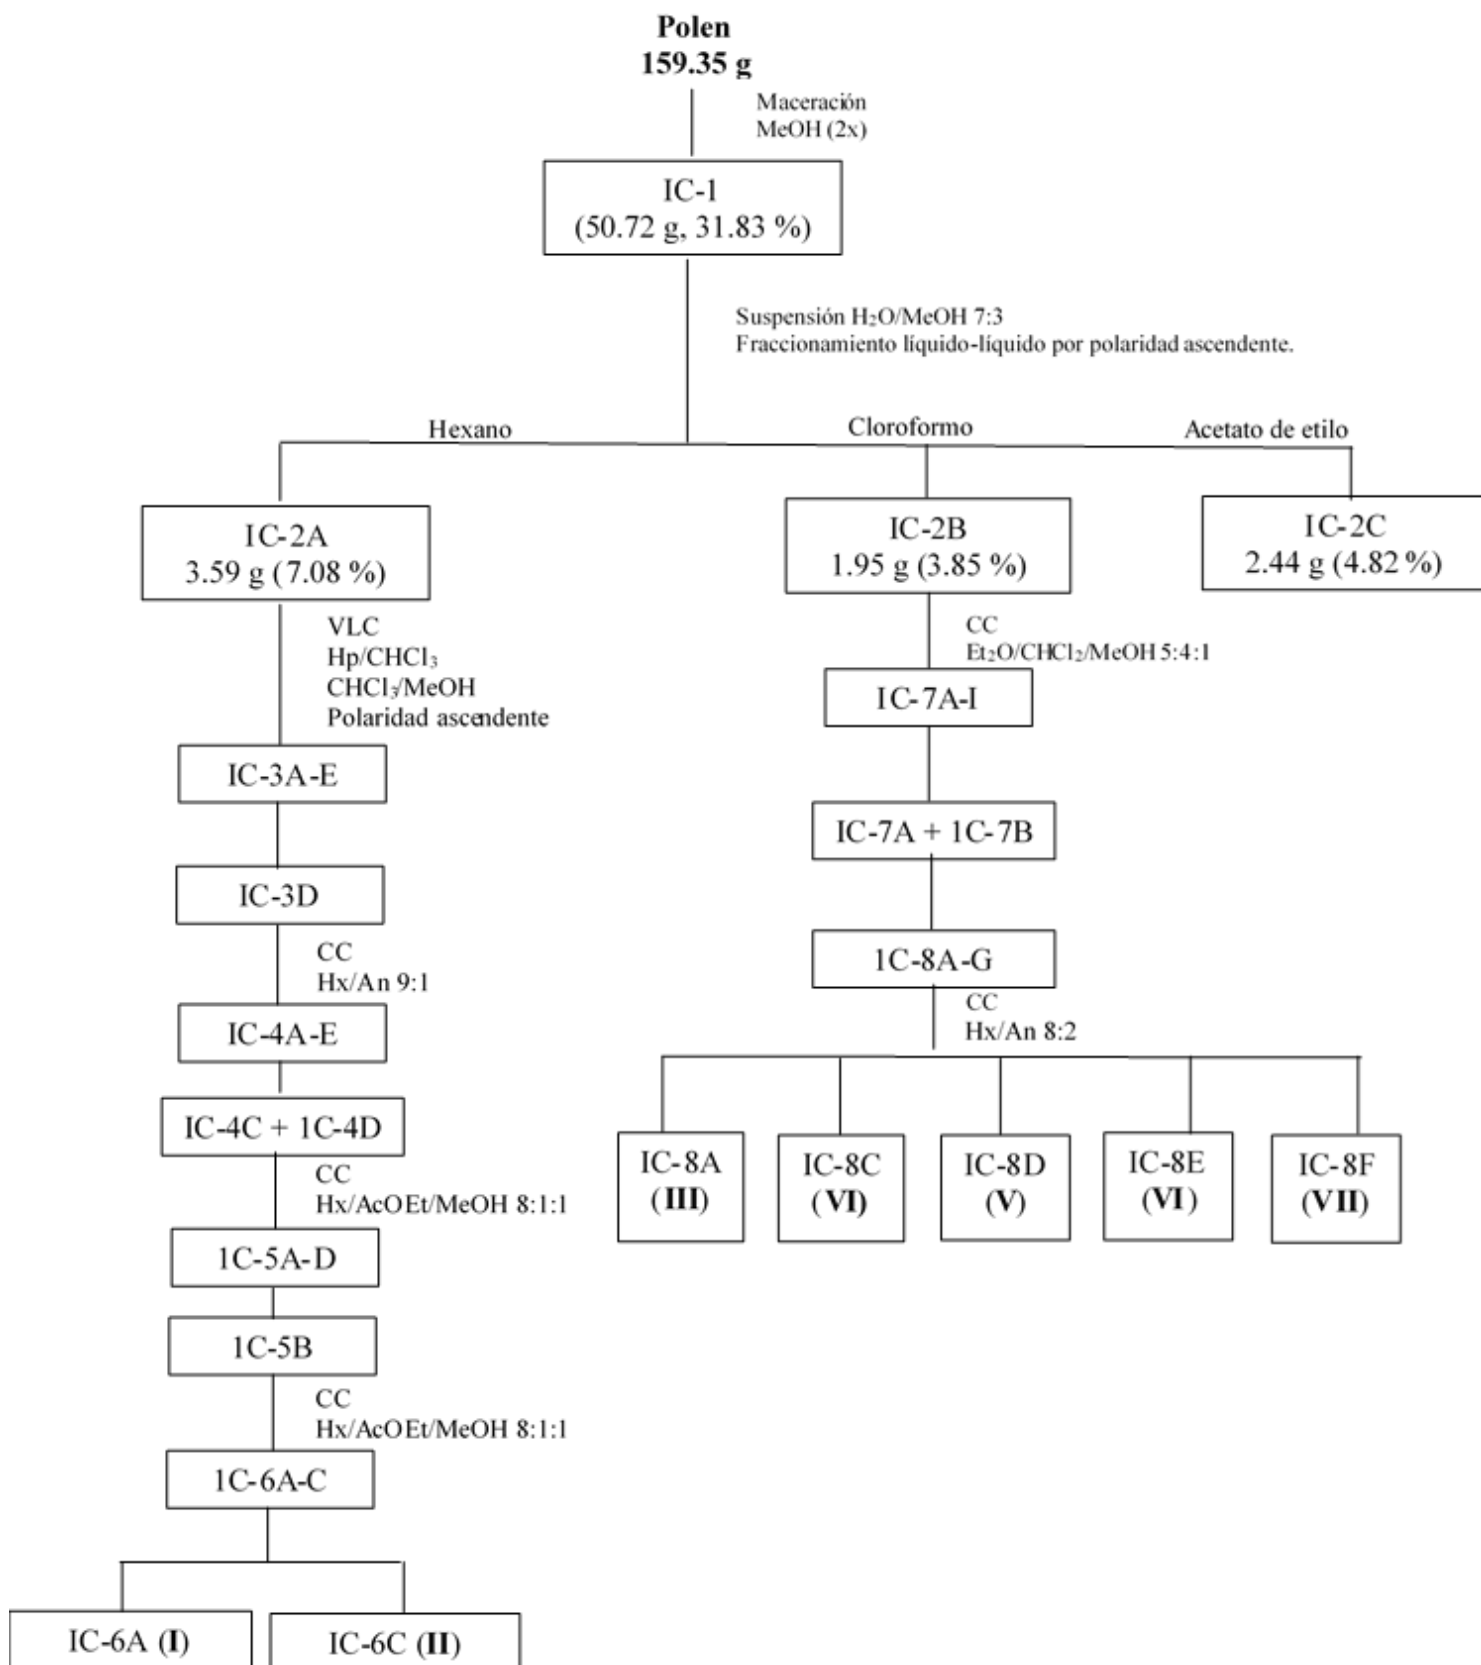 Polen
159.35 g
Maceración
MeOH (2x)
IC-1
(50.72 g, 31.83 %)
Suspensión H₂O/MeOH 7:3
Fraccionamiento líquido-líquido por polaridad ascendente.
Hexano
Cloroformo
Acetato de etilo
IC-2A
3.59 g (7.08 %)
IC-2B
1.95 g (3.85 %)
IC-2C
2.44 g (4.82 %)
VLC
Hp/CHCl₃
CHCl₃/MeOH
Polaridad ascendente
CC
Et₂O/CHCl₂/MeOH 5:4:1
IC-3A-E
IC-7A-I
IC-3D
IC-7A + 1C-7B
CC
Hx/An 9:1
1C-8A-G
IC-4A-E
CC
Hx/An 8:2
IC-4C + 1C-4D
IC-8A
(III)
IC-8C
(VI)
IC-8D
(V)
IC-8E
(VI)
IC-8F
(VII)
CC
Hx/AcOEt/MeOH 8:1:1
1C-5A-D
1C-5B
CC
Hx/AcOEt/MeOH 8:1:1
1C-6A-C
IC-6A (I)
IC-6C (II)